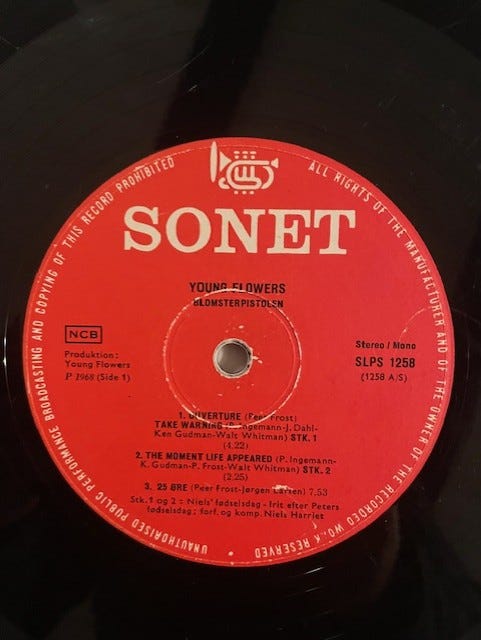 UNAUTHORISED PUBLIC PERFORMANCE BROADCASTING AND COPYING OF THIS RECORD PROHIBITED
ALL RIGHTS OF THE MANUFACTURER AND OF THE OWNER OF THE RECORDED WORK RESERVED
SONET
YOUNG FLOWERS
BLOMSTERPISTOLEN
NCB
Produktion:
Young Flowers
P 1968 (Side 1)
Stereo / Mono
SLPS 1258
(1258 A/S)
1. OUVERTURE (Peer Frost)
TAKE WARNING (P. Ingemann-J. Dahl-
Ken Gudman-Walt Whitman) STK. 1
(4.22)
2. THE MOMENT LIFE APPEARED (P. Ingemann-
K. Gudman-P. Frost-Walt Whitman) STK. 2
(2.25)
3. 25 ØRE (Peer Frost-Jørgen Larsen) 7.53
Stk. 1 og 2 = Niels' fødselsdag - frit efter Peters
fødselsdag; forf. og komp. Niels Harriet